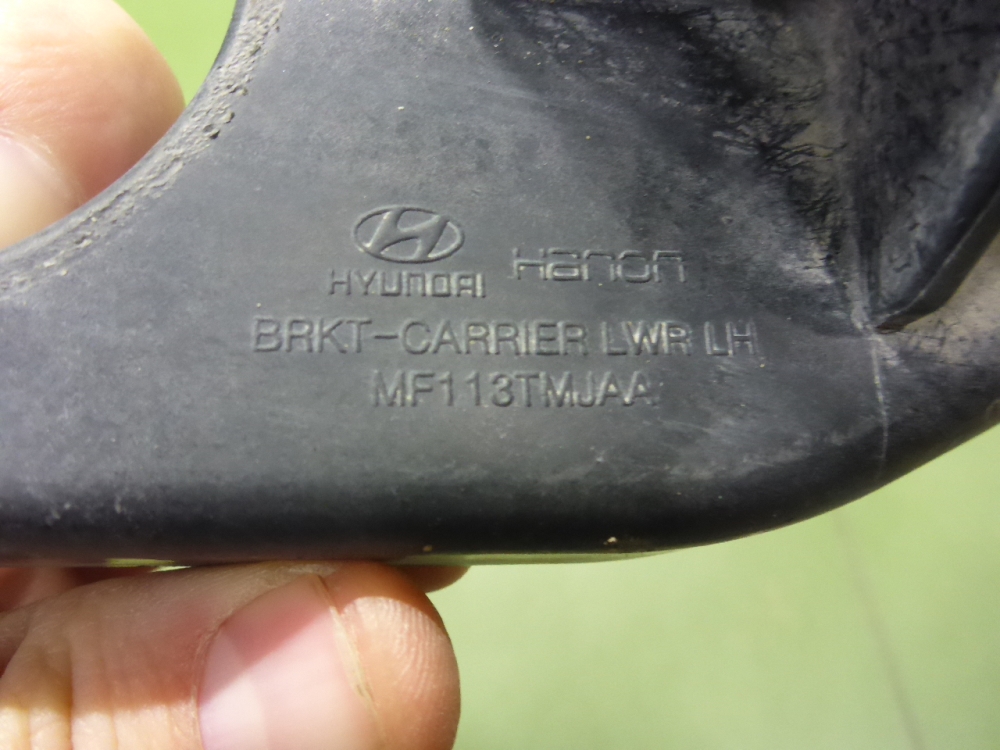 HYUNDAI Hanon
BRKT-CARRIER LWR LH
MF113TMJAA